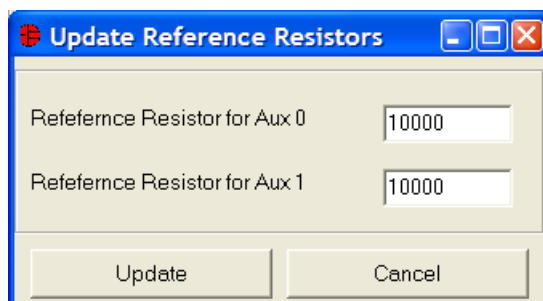 Update Reference Resistors
Refefernce Resistor for Aux 0
10000
Refefernce Resistor for Aux 1
10000
Update
Cancel